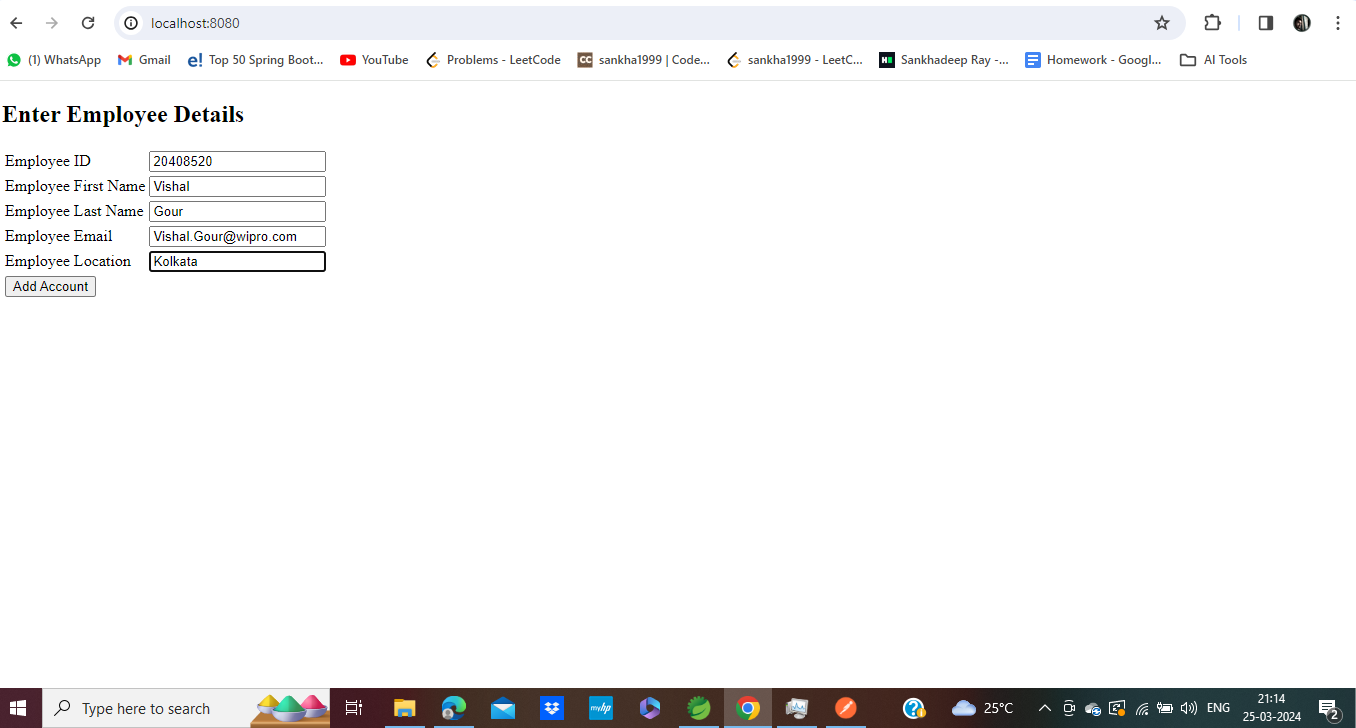 localhost:8080
(1) WhatsApp Gmail e! Top 50 Spring Boot... YouTube Problems - LeetCode CC sankha1999 | Code... sankha1999 - LeetC... H Sankhadeep Ray -... Homework - Googl... AI Tools
Enter Employee Details
Employee ID 20408520
Employee First Name Vishal
Employee Last Name Gour
Employee Email Vishal.Gour@wipro.com
Employee Location Kolkata
Add Account
Type here to search myhp 25°C ENG 21:14
25-03-2024 2